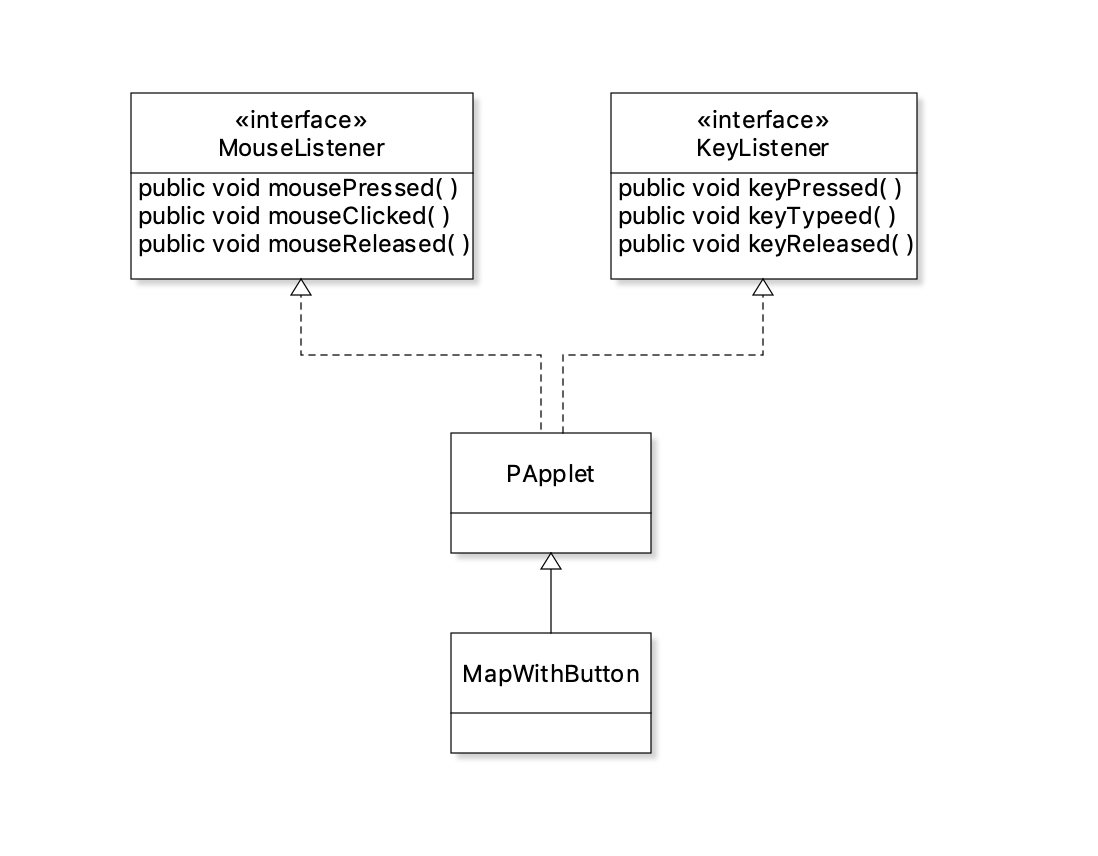 «interface»
MouseListener
public void mousePressed( )
public void mouseClicked( )
public void mouseReleased( )
«interface»
KeyListener
public void keyPressed( )
public void keyTypeed( )
public void keyReleased( )
PApplet
MapWithButton